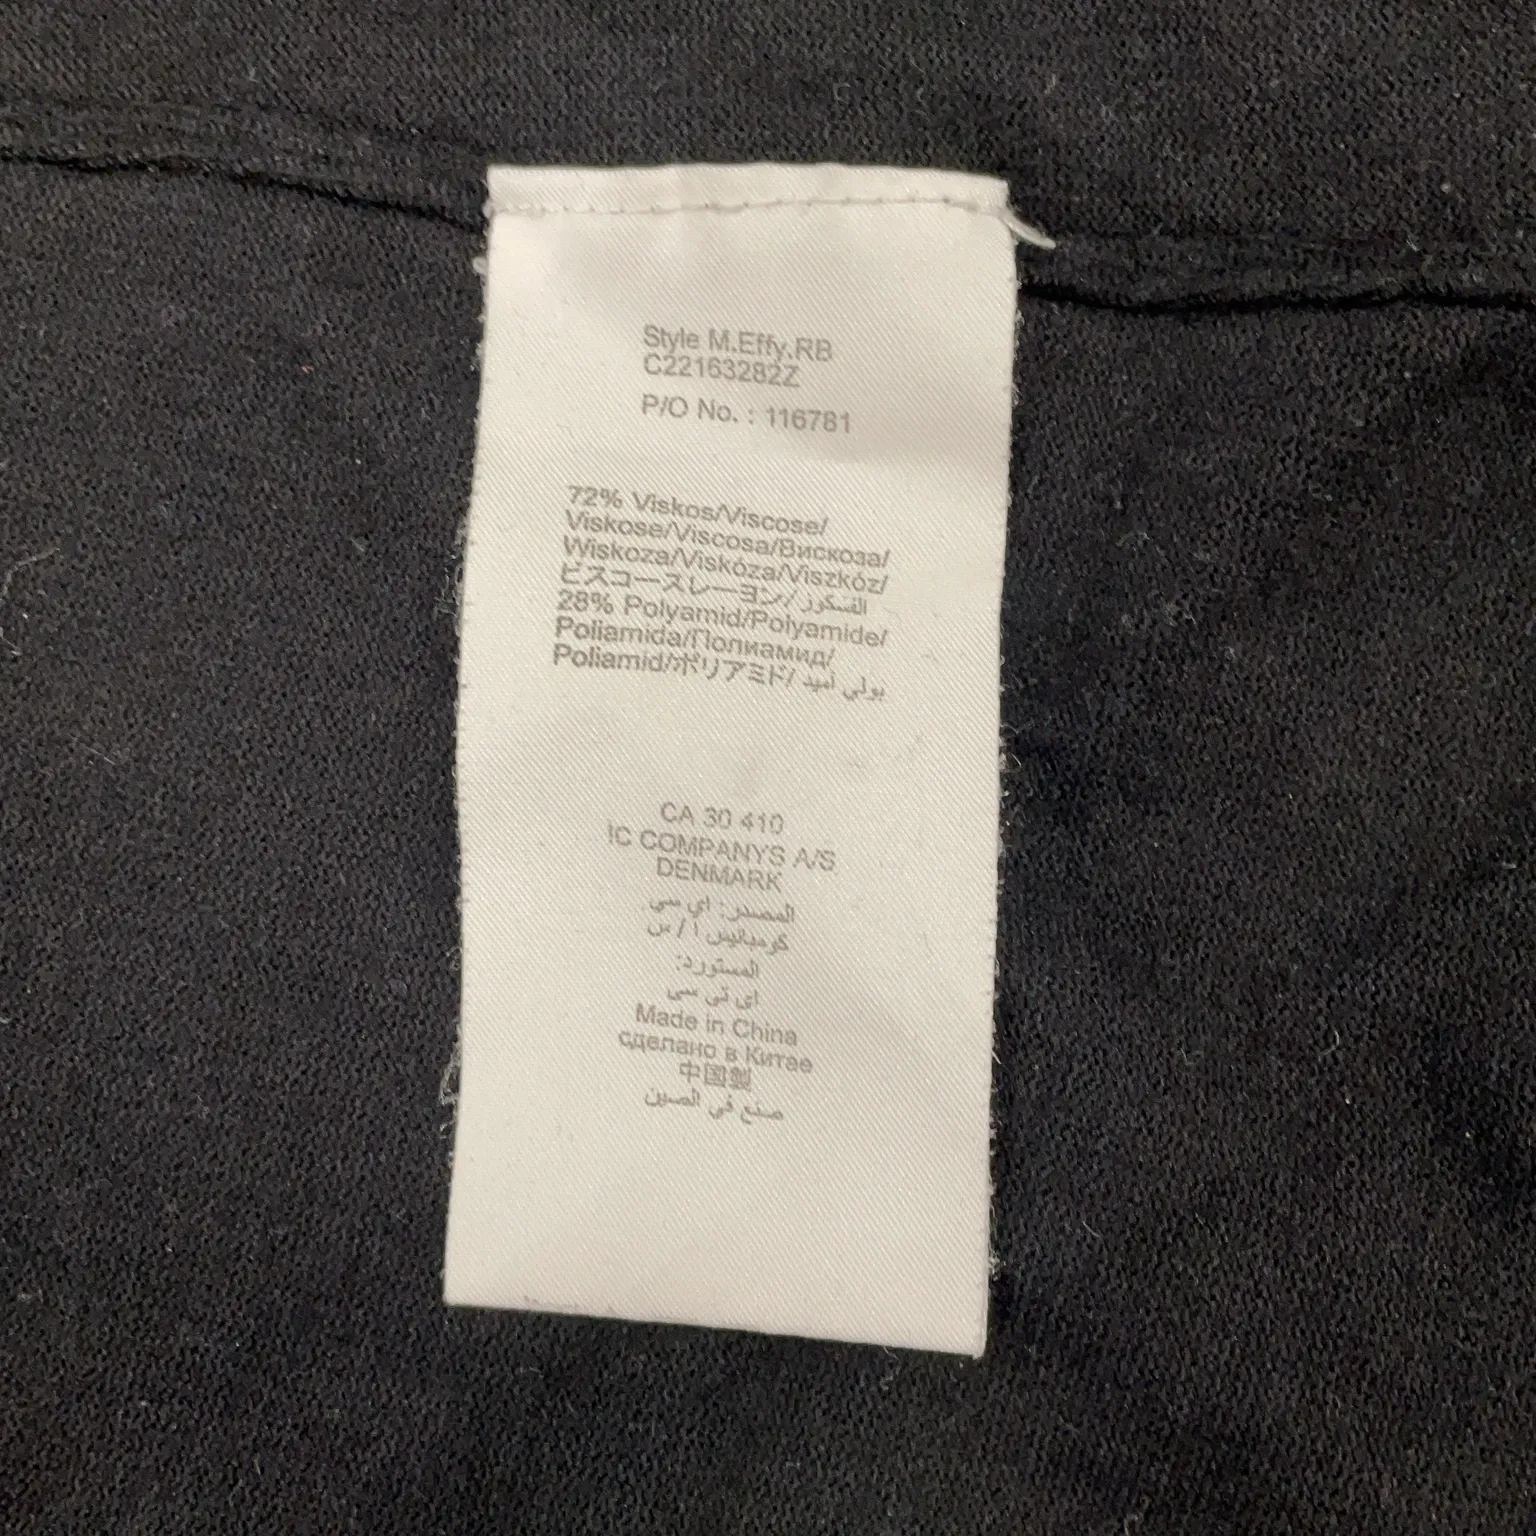 Style M.Effy.RB
C22163282Z
P/O No. : 116781
72% Viskos/Viscose/
Viskose/Viscosa/Вискоза/
Wiskoza/Viskóza/Viszkóz/
ビスコースレーヨン/الفسكوز
28% Polyamid/Polyamide/
Poliamida/Полиамид/
Poliamid/ポリアミド/بولي أميد
CA 30 410
IC COMPANYS A/S
DENMARK
المصدر: اي سي
كومبانيس ا/س
المستورد:
اي تي سي
Made in China
сделано в Китае
中国製
صنع في الصين